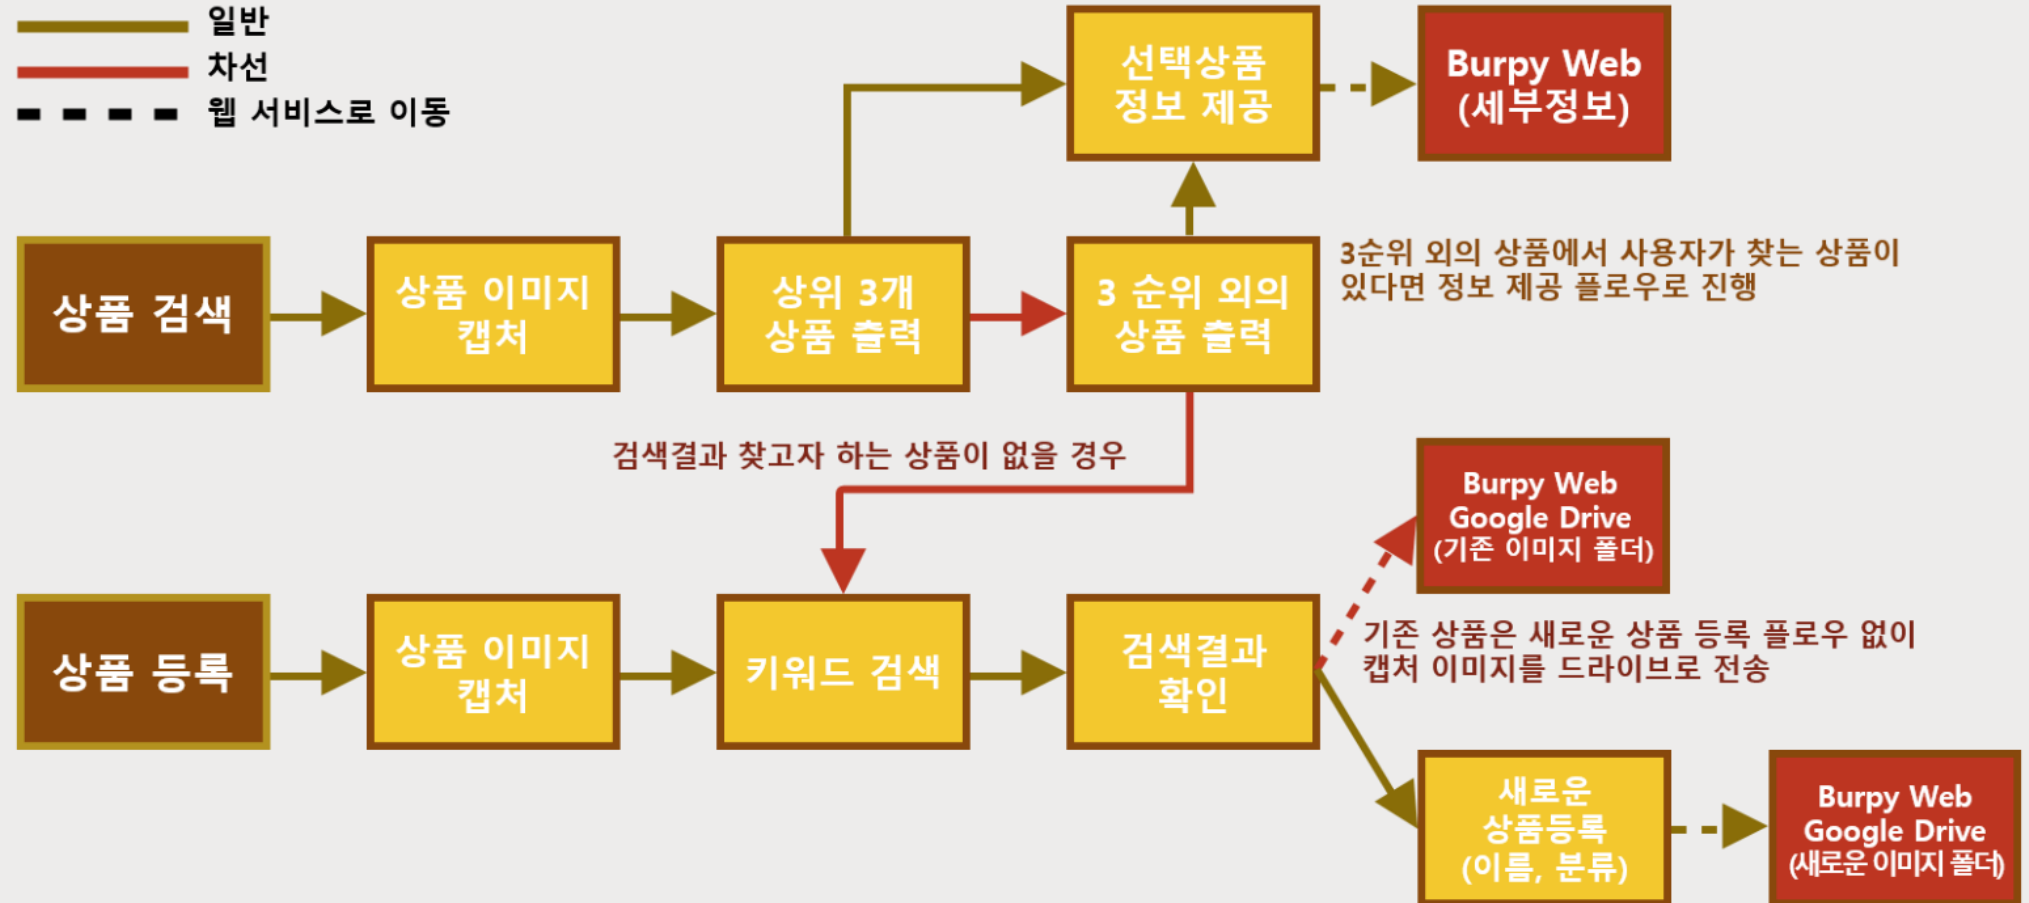 일반
차선
웹 서비스로 이동
선택상품
정보 제공
Burpy Web
(세부정보)
상품 검색
상품 이미지
캡처
상위 3개
상품 출력
3 순위 외의
상품 출력
3순위 외의 상품에서 사용자가 찾는 상품이
있다면 정보 제공 플로우로 진행
검색결과 찾고자 하는 상품이 없을 경우
상품 등록
상품 이미지
캡처
키워드 검색
검색결과
확인
Burpy Web
Google Drive
(기존 이미지 폴더)
기존 상품은 새로운 상품 등록 플로우 없이
캡처 이미지를 드라이브로 전송
새로운
상품등록
(이름, 분류)
Burpy Web
Google Drive
(새로운 이미지 폴더)